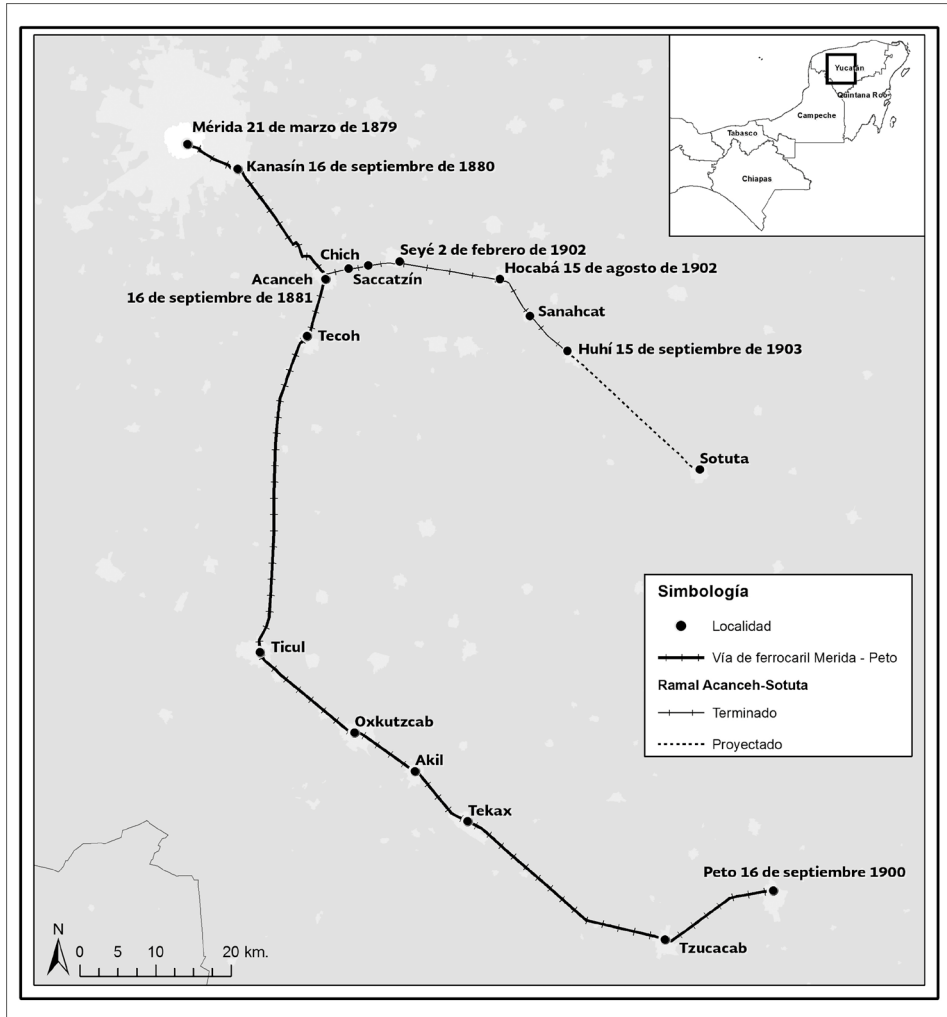 Yucatán
Quintana Roo
Campeche
Tabasco
Chiapas
Mérida 21 de marzo de 1879
Kanasín 16 de septiembre de 1880
Chich
Seyé 2 de febrero de 1902
Acanceh
16 de septiembre de 1881
Saccatzín
Hocabá 15 de agosto de 1902
Sanahcat
Tecoh
Huhí 15 de septiembre de 1903
Sotuta
Ticul
Oxkutzcab
Akil
Tekax
Peto 16 de septiembre 1900
Tzucacab
Simbología
Localidad
Vía de ferrocaril Merida - Peto
Ramal Acanceh-Sotuta
Terminado
Proyectado
N
0 5 10 20 km.